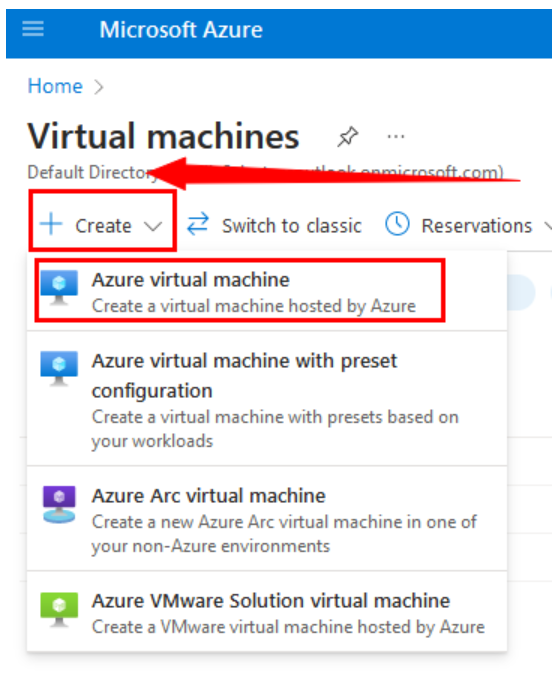 Microsoft Azure
Home >
Virtual machines ...
Default Directory onmicrosoft.com)
+ Create Switch to classic Reservations
Azure virtual machine
Create a virtual machine hosted by Azure
Azure virtual machine with preset
configuration
Create a virtual machine with presets based on
your workloads
Azure Arc virtual machine
Create a new Azure Arc virtual machine in one of
your non-Azure environments
Azure VMware Solution virtual machine
Create a VMware virtual machine hosted by Azure